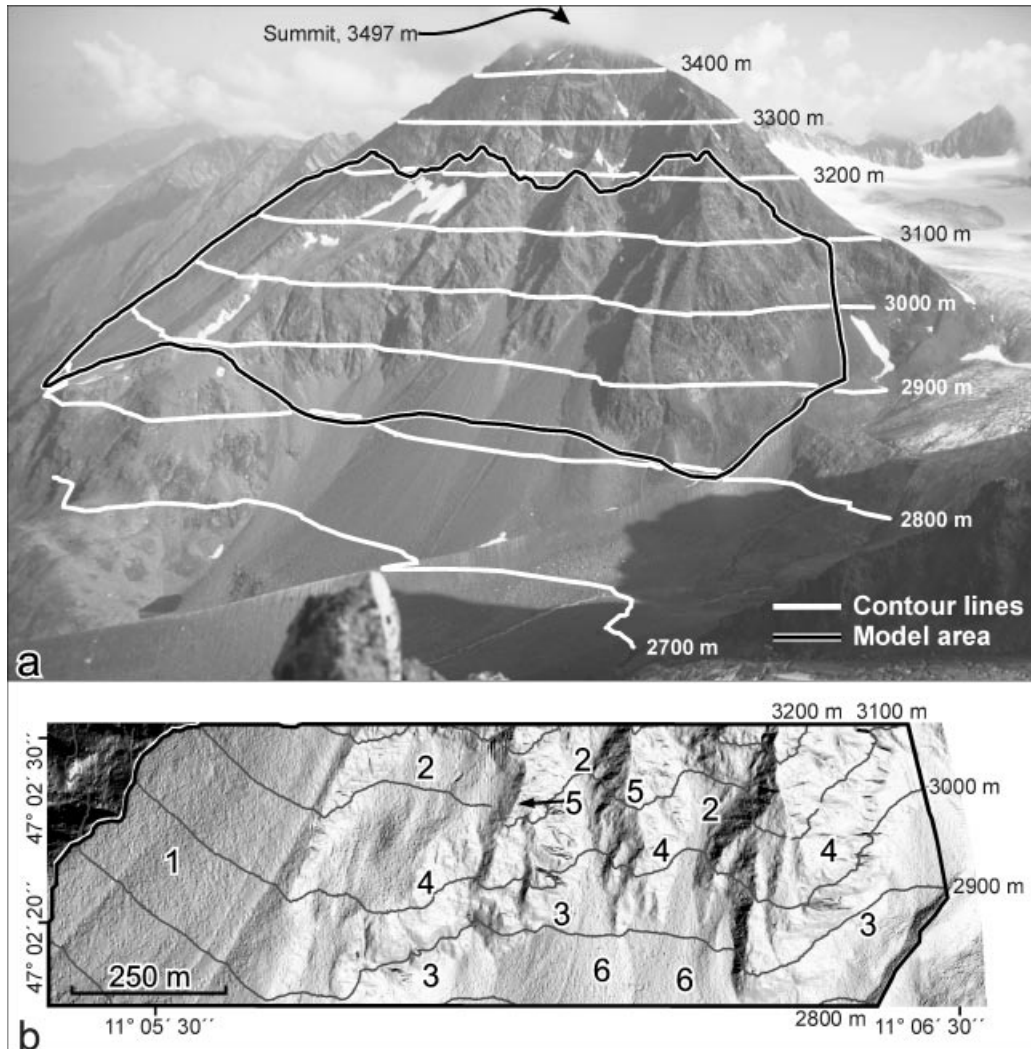 Summit, 3497 m
3400 m
3300 m
3200 m
3100 m
3000 m
2900 m
2800 m
Contour lines
Model area
2700 m
a
3200 m 3100 m
47° 02´ 30´´
2 2
3000 m
5 5 2
1
4 4 4
2900 m
3 3
47° 02´ 20´´
250 m 3 6 6
2800 m
b
11° 05´ 30´´ 11° 06´ 30´´